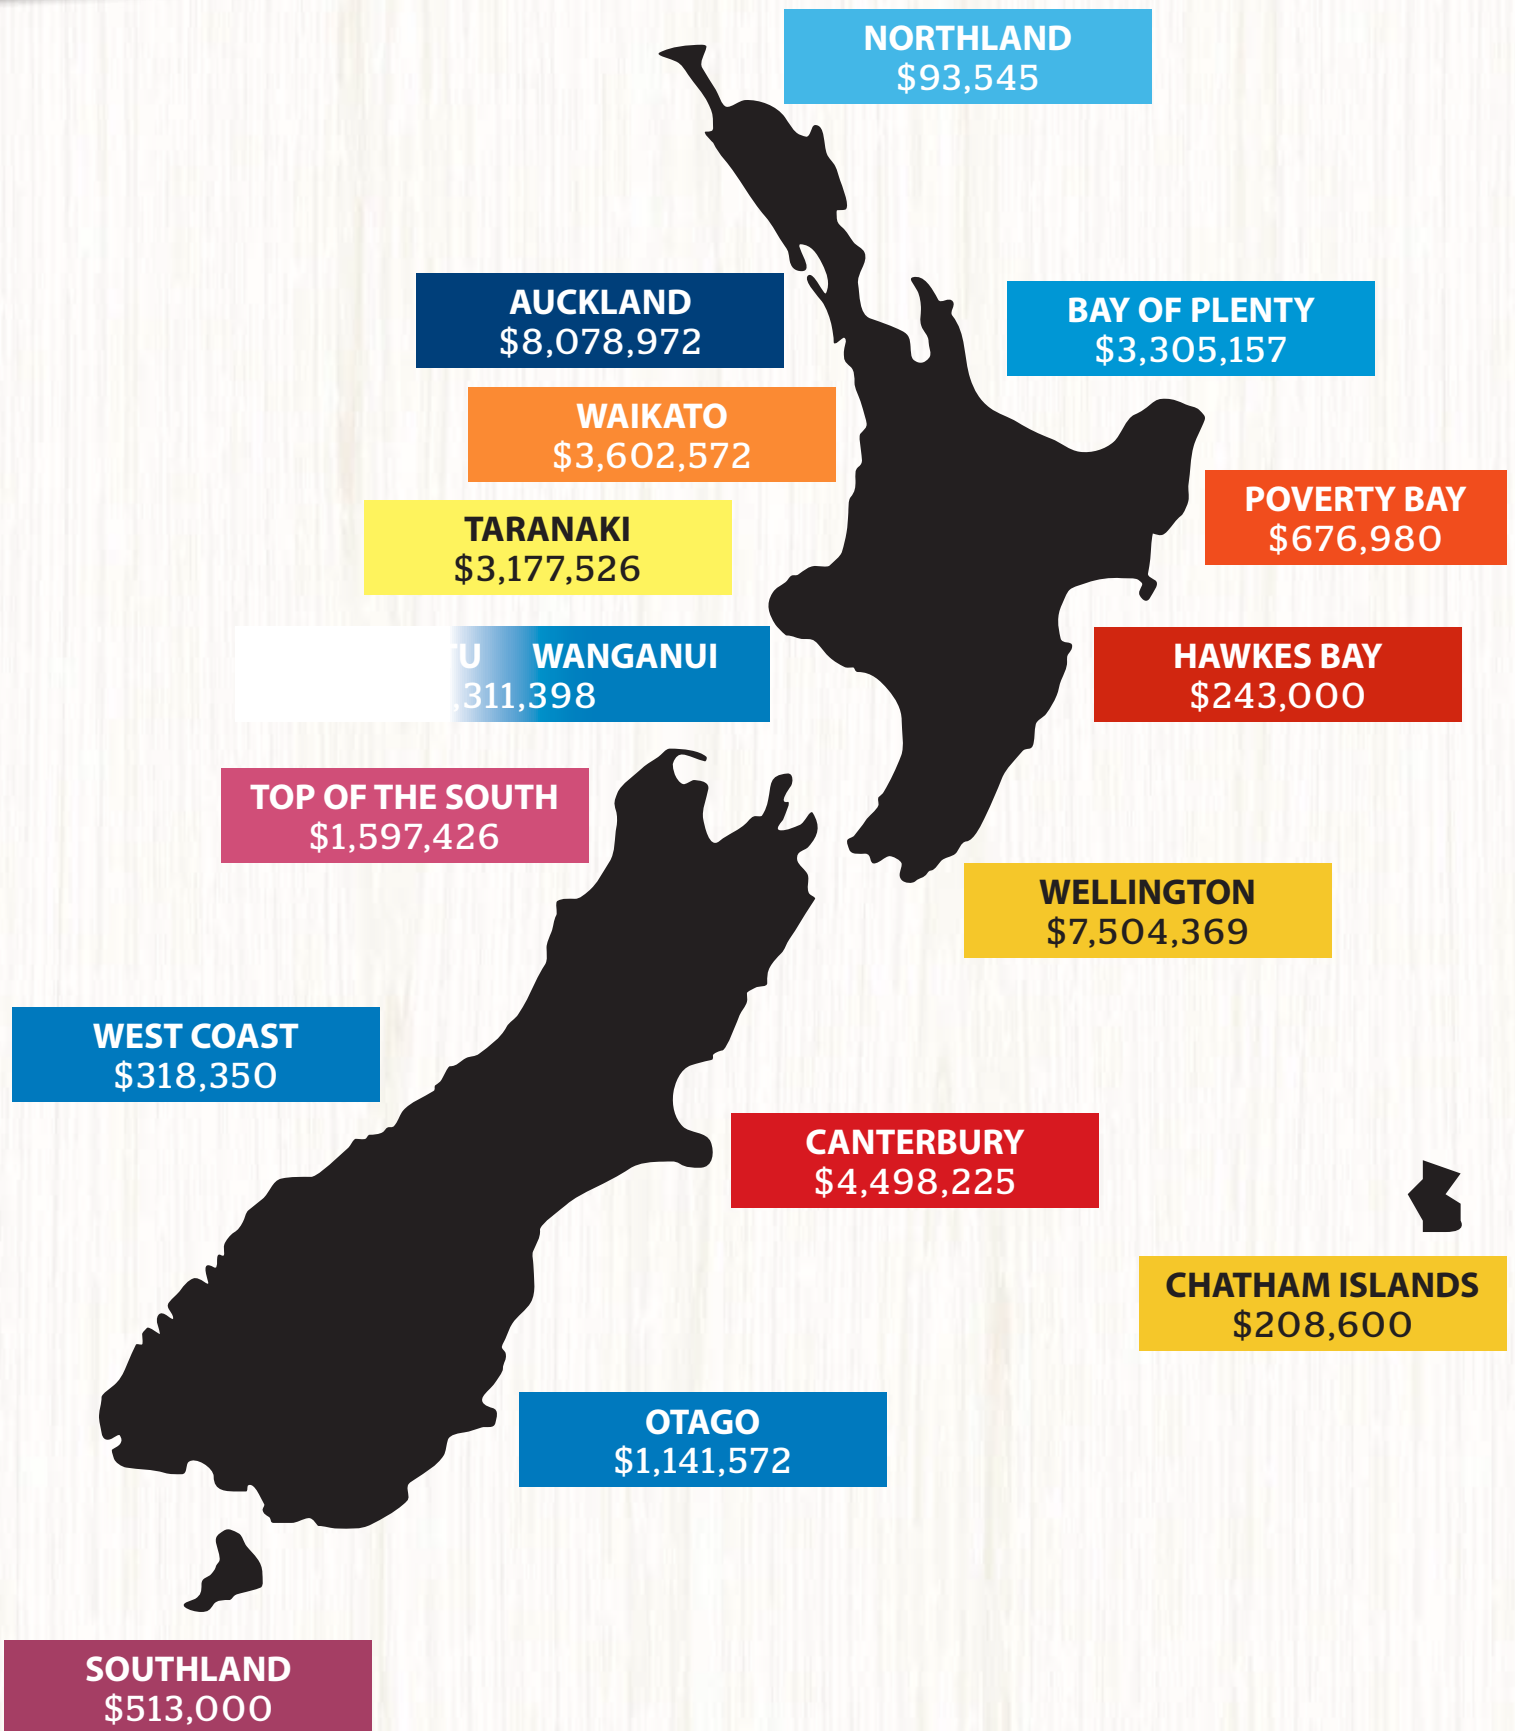 NORTHLAND
$93,545
AUCKLAND
$8,078,972
BAY OF PLENTY
$3,305,157
WAIKATO
$3,602,572
POVERTY BAY
$676,980
TARANAKI
$3,177,526
WANGANUI
HAWKES BAY
$243,000
TOP OF THE SOUTH
$1,597,426
WELLINGTON
$7,504,369
WEST COAST
$318,350
CANTERBURY
$4,498,225
CHATHAM ISLANDS
$208,600
OTAGO
$1,141,572
SOUTHLAND
$513,000